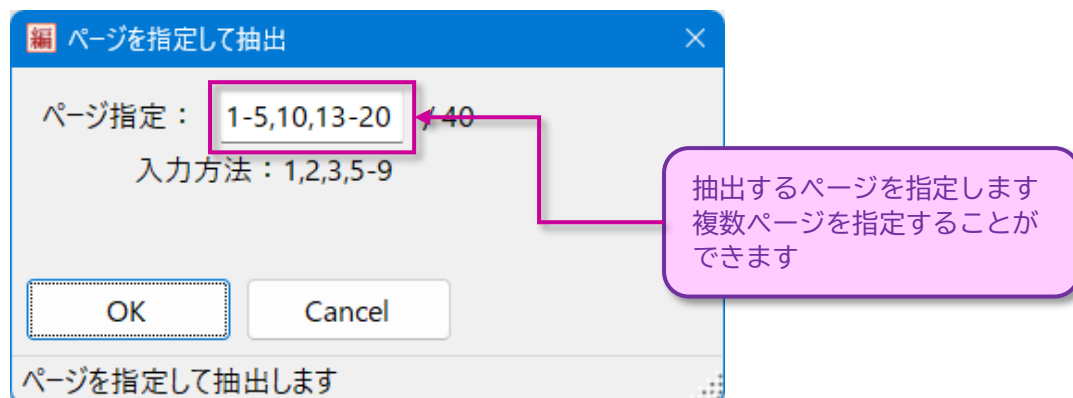 編 ページを指定して抽出
ページ指定： 1-5,10,13-20 / 40
入力方法：1,2,3,5-9
抽出するページを指定します
複数ページを指定することが
できます
OK Cancel
ページを指定して抽出します